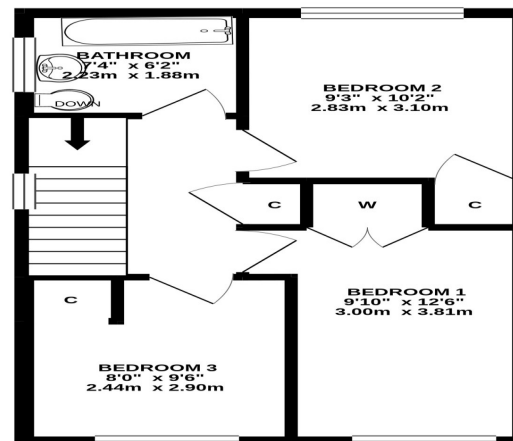 BATHROOM
7'4" x 6'2"
2.23m x 1.88m
DOWN
BEDROOM 2
9'3" x 10'2"
2.83m x 3.10m
C
W
C
BEDROOM 1
9'10" x 12'6"
3.00m x 3.81m
C
BEDROOM 3
8'0" x 9'6"
2.44m x 2.90m